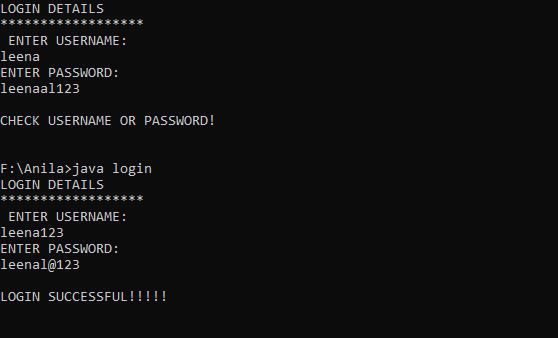 LOGIN DETAILS
******************
ENTER USERNAME:
leena
ENTER PASSWORD:
leenaal123
CHECK USERNAME OR PASSWORD!
F:\Anila>java login
LOGIN DETAILS
******************
ENTER USERNAME:
leena123
ENTER PASSWORD:
leenal@123
LOGIN SUCCESSFUL!!!!!